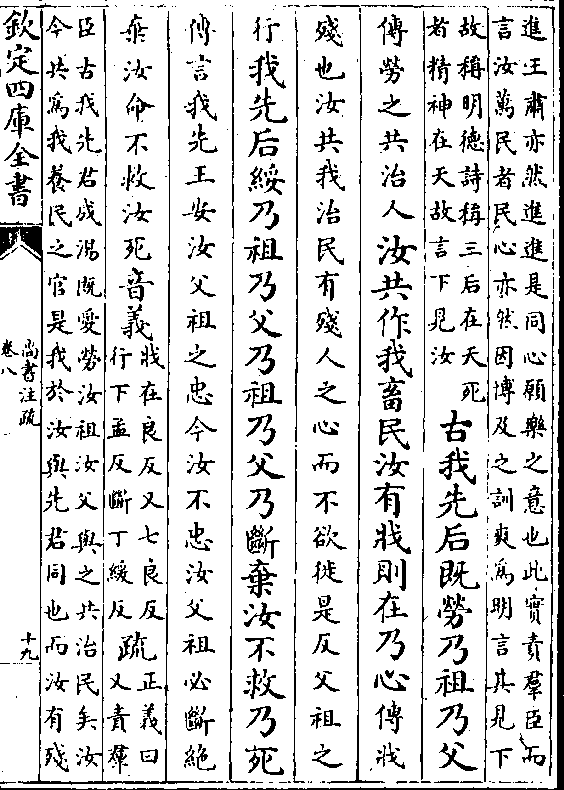 進王肅亦然進進是同心願樂之意也此實責羣臣而
言汝萬民者民心亦然因博及之訓爽爲明言其見下
故稱明德詩稱三后在天死
者精神在天故言下見汝
古我先后既勞乃祖乃父
傳勞之共治人汝共作我畜民汝有戕則在乃心傳戕
殘也汝共我治民有殘人之心而不欲徙是反父祖之
行我先后綏乃祖乃父乃祖乃父乃斷棄汝不救乃死
傳言我先王安汝父祖之忠今汝不忠汝父祖必斷絕
棄汝命不救汝死音義
戕在良反又七良反
行下孟反斷丁緩反
疏
正義曰
又責羣
臣古我先君成湯既愛勞汝祖汝父與之共治民矣汝
今共爲我養民之官是我於汝與先君同也而汝有殘
欽定四庫全書
尚書注疏
卷八
十九